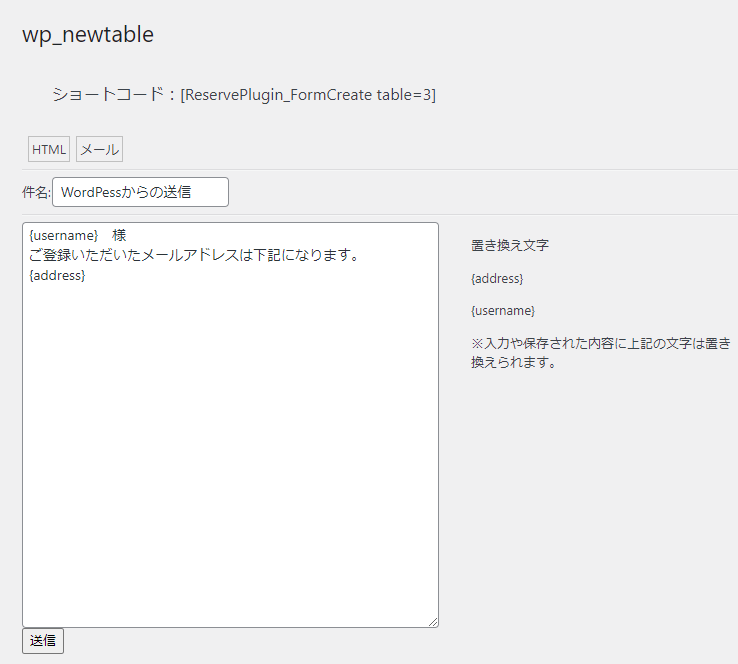 wp_newtable
ショートコード：[ReservePlugin_FormCreate table=3]
HTML メール
件名: WordPessからの送信
{username}　様
ご登録いただいたメールアドレスは下記になります。
{address}
置き換え文字
{address}
{username}
※入力や保存された内容に上記の文字は置き
換えられます。
送信